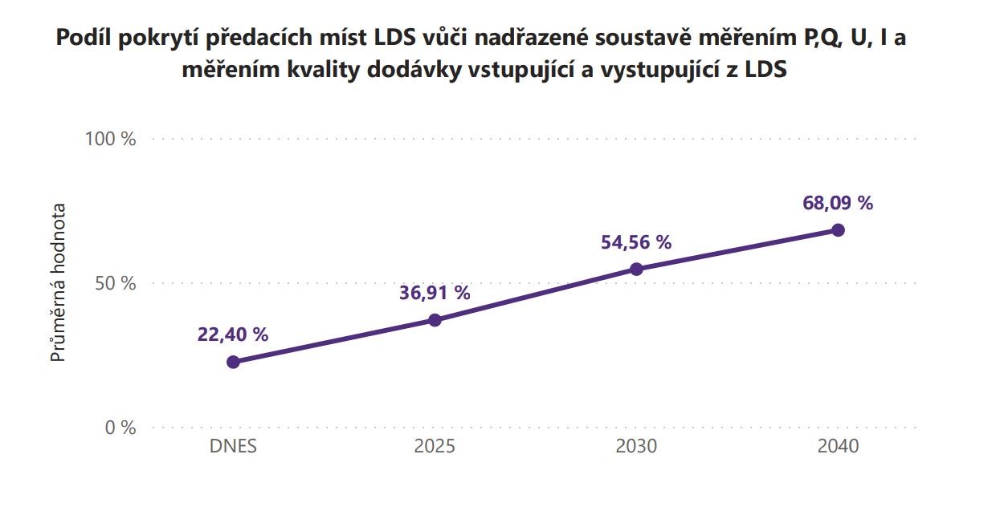 Podíl pokrytí předacích míst LDS vůči nadřazené soustavě měřením P,Q, U, I a
měřením kvality dodávky vstupující a vystupující z LDS
100 %
68,09 %
54,56 %
50 %
36,91 %
22,40 %
0 %
Průměrná hodnota
DNES 2025 2030 2040